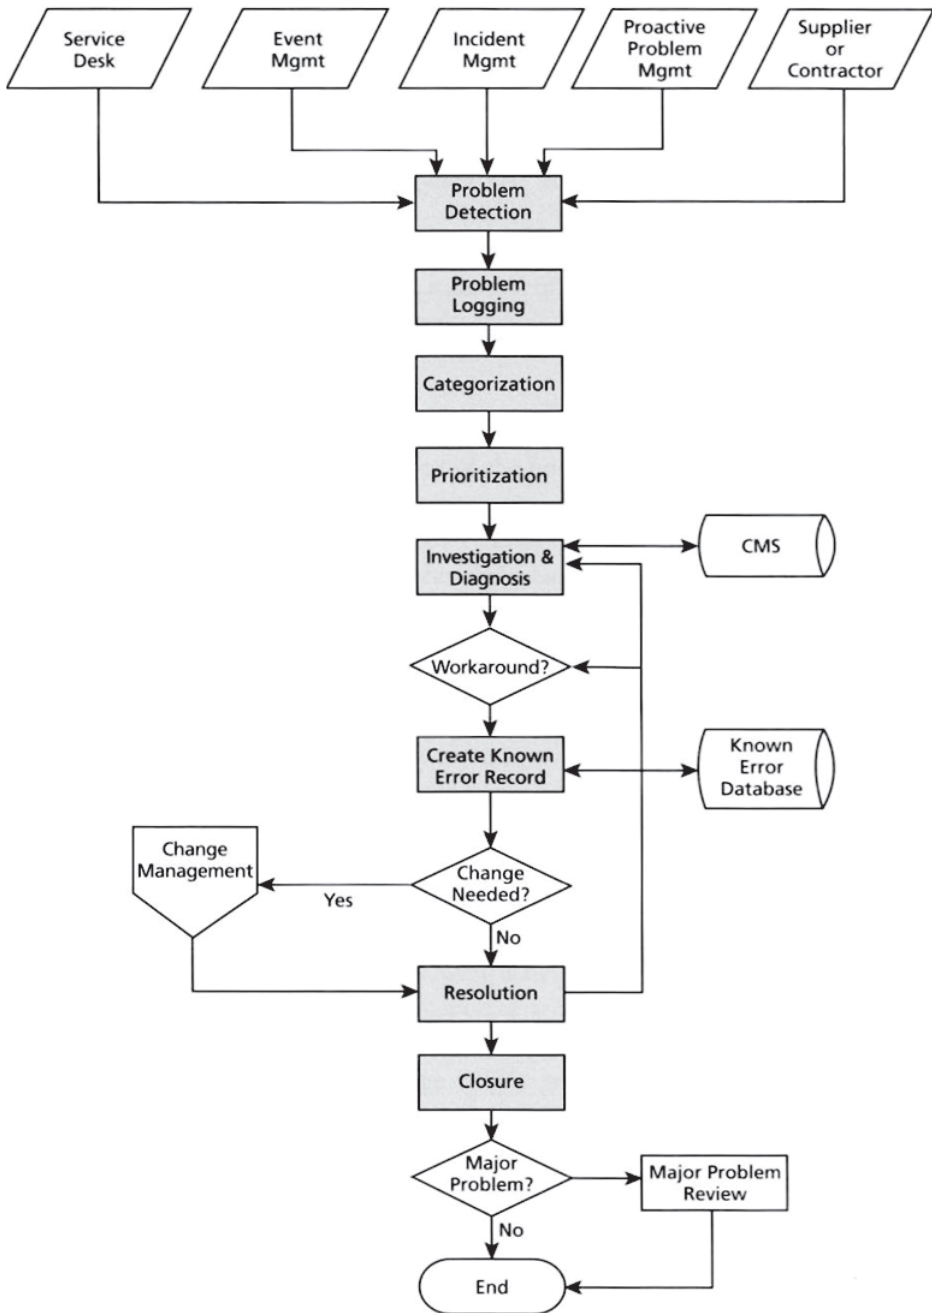 Service
Desk
Event
Mgmt
Incident
Mgmt
Proactive
Problem
Mgmt
Supplier
or
Contractor
Problem
Detection
Problem
Logging
Categorization
Prioritization
Investigation &
Diagnosis
CMS
Workaround?
Create Known
Error Record
Known
Error
Database
Change
Management
Change
Needed?
Yes
No
Resolution
Closure
Major
Problem?
Major Problem
Review
No
End